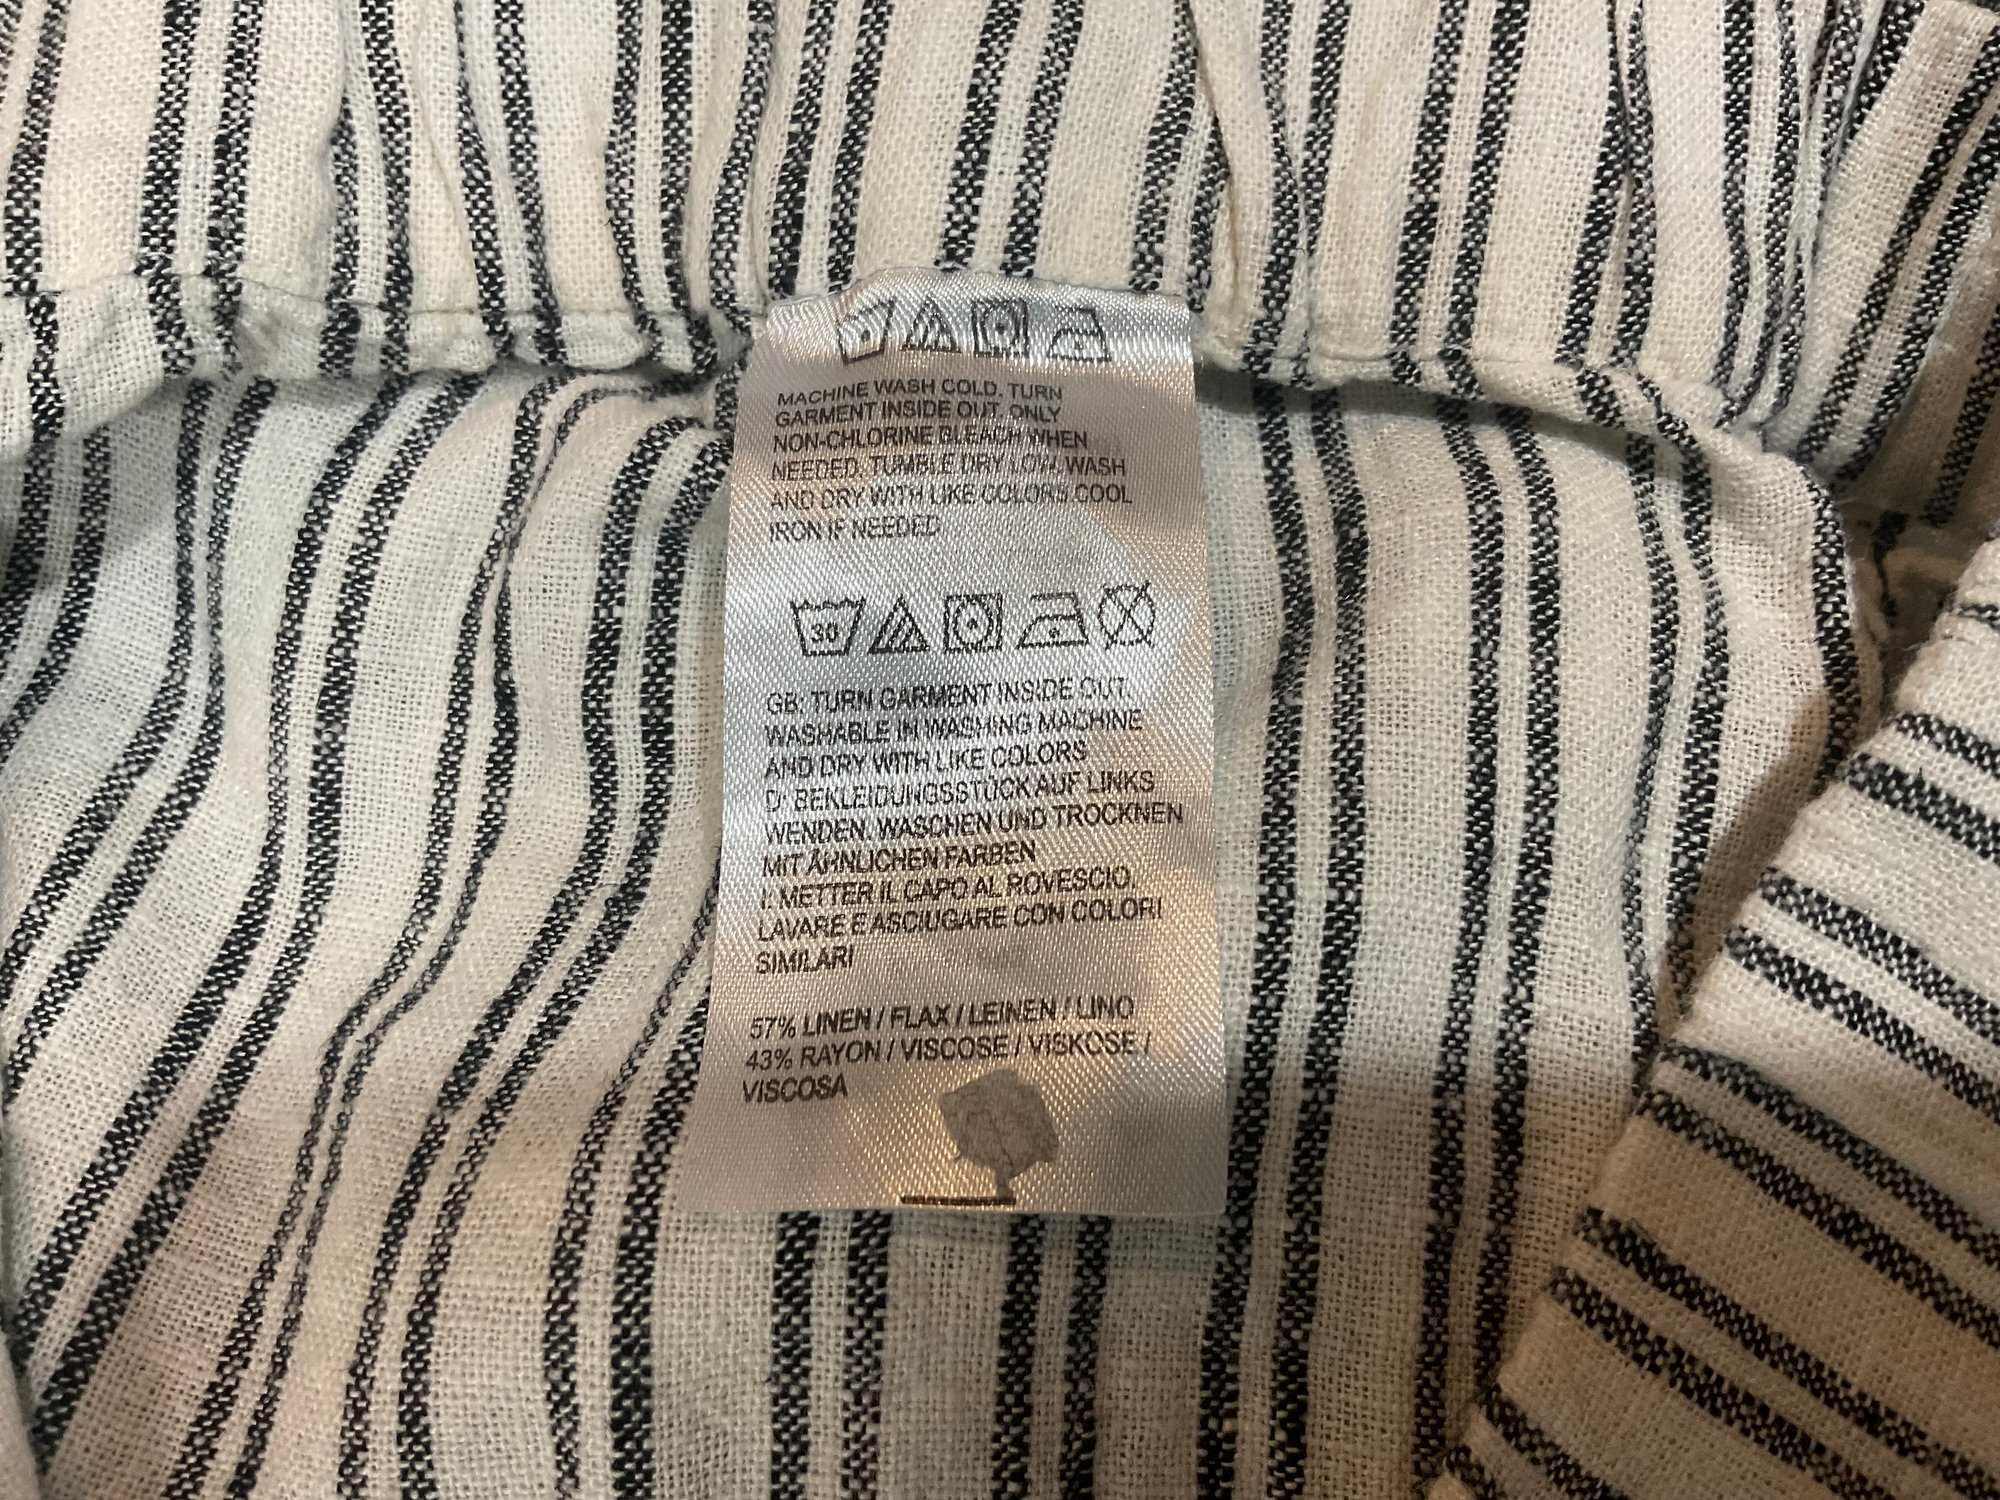 MACHINE WASH COLD. TURN
GARMENT INSIDE OUT. ONLY
NON-CHLORINE BLEACH WHEN
NEEDED. TUMBLE DRY LOW. WASH
AND DRY WITH LIKE COLORS.COOL
IRON IF NEEDED
30
GB: TURN GARMENT INSIDE OUT.
WASHABLE IN WASHING MACHINE
AND DRY WITH LIKE COLORS
D: BEKLEIDUNGSSTÜCK AUF LINKS
WENDEN. WASCHEN UND TROCKNEN
MIT ÄHNLICHEN FARBEN
I: METTER IL CAPO AL ROVESCIO.
LAVARE E ASCIUGARE CON COLORI
SIMILARI
57% LINEN / FLAX / LEINEN / LINO
43% RAYON / VISCOSE / VISKOSE /
VISCOSA